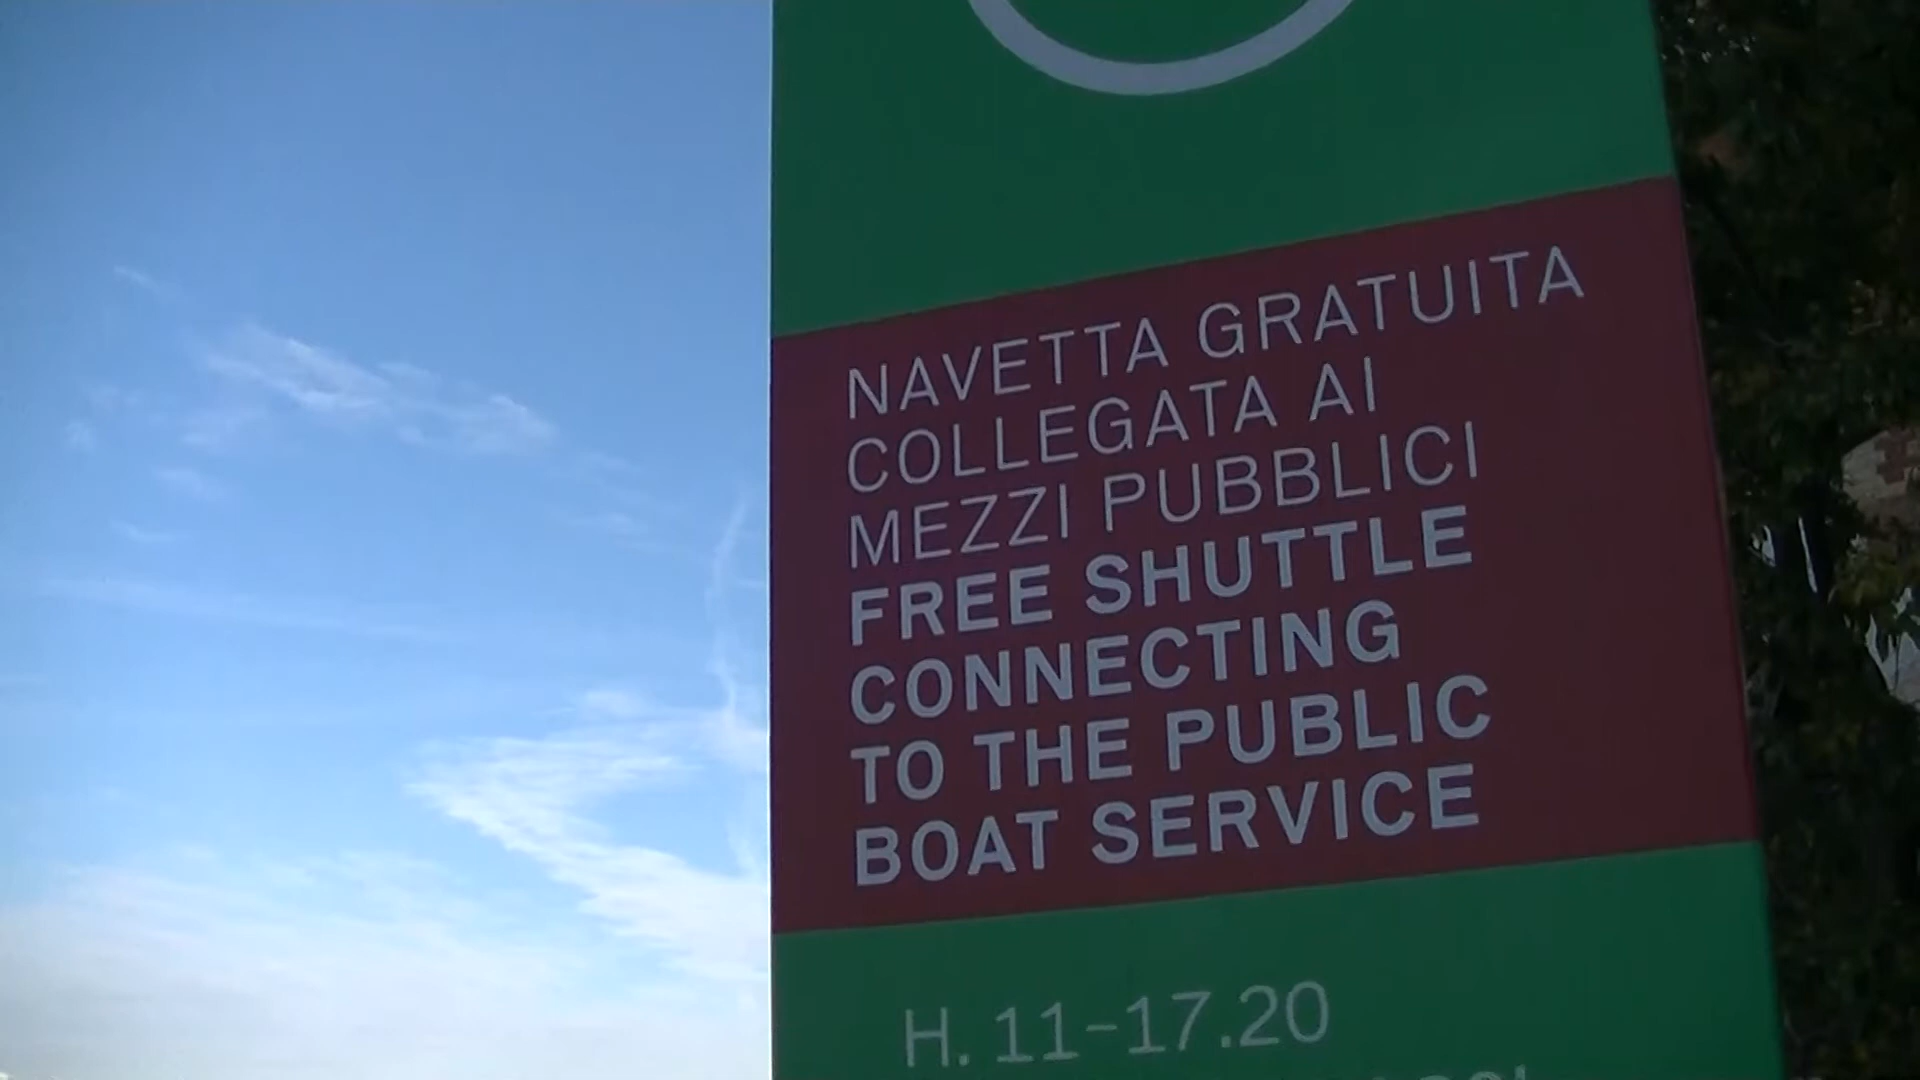 NAVETTA GRATUITA
COLLEGATA AI
MEZZI PUBBLICI
FREE SHUTTLE
CONNECTING
TO THE PUBLIC
BOAT SERVICE
H. 11-17.20